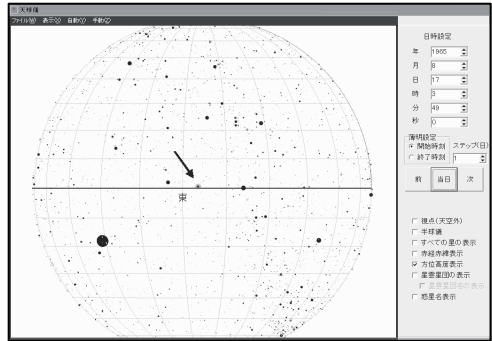 天球儀
ファイル(W) 表示(X) 自動(Y) 手動(Z)
東
日時設定
年 1965
月 8
日 17
時 3
分 49
秒 0
薄明設定
開始時刻 ステップ(日)
終了時刻 1
前 当日 次
視点(天空外)
半球儀
すべての星の表示
赤経赤緯表示
方位高度表示
星雲星団の表示
星雲星団名の表示
惑星名表示